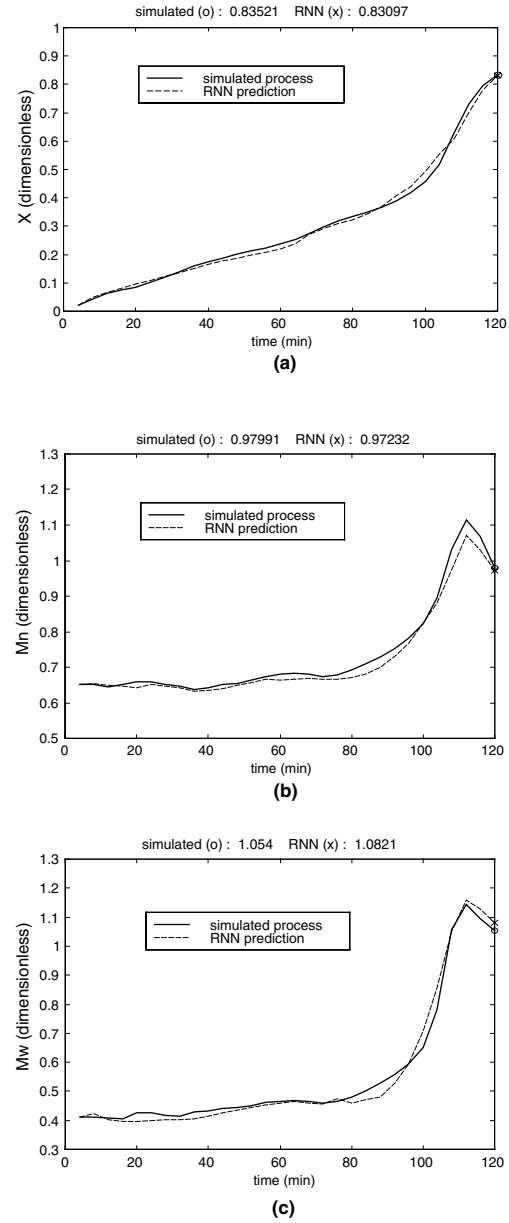 simulated (o) : 0.83521 RNN (x) : 0.83097
1
0.9
0.8
0.7
0.6
0.5
0.4
0.3
0.2
0.1
0
simulated process
RNN prediction
X (dimensionless)
0 20 40 60 80 100 120
time (min)
(a)
simulated (o) : 0.97991 RNN (x) : 0.97232
1.3
1.2
1.1
1
0.9
0.8
0.7
0.6
0.5
simulated process
RNN prediction
Mn (dimensionless)
0 20 40 60 80 100 120
time (min)
(b)
simulated (o) : 1.054 RNN (x) : 1.0821
1.3
1.2
1.1
1
0.9
0.8
0.7
0.6
0.5
0.4
0.3
simulated process
RNN prediction
Mw (dimensionless)
0 20 40 60 80 100 120
time (min)
(c)